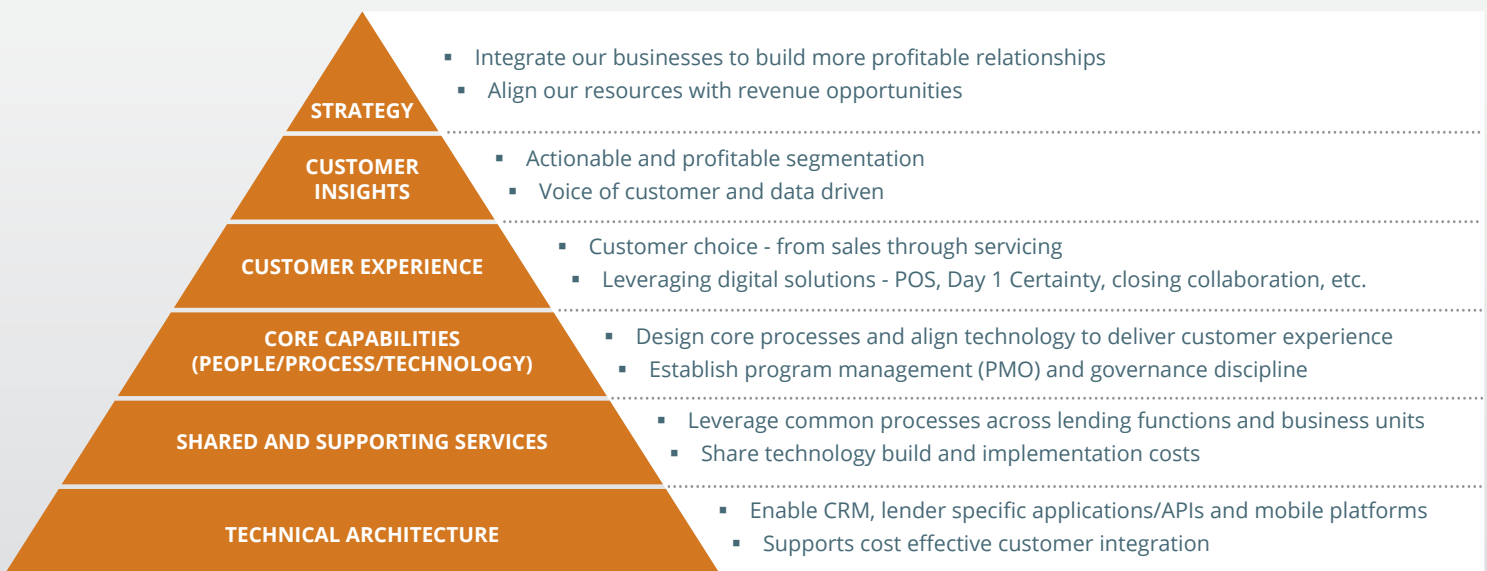 STRATEGY
▪ Integrate our businesses to build more profitable relationships
▪ Align our resources with revenue opportunities
CUSTOMER
INSIGHTS
▪ Actionable and profitable segmentation
▪ Voice of customer and data driven
CUSTOMER EXPERIENCE
▪ Customer choice - from sales through servicing
▪ Leveraging digital solutions - POS, Day 1 Certainty, closing collaboration, etc.
CORE CAPABILITIES
(PEOPLE/PROCESS/TECHNOLOGY)
▪ Design core processes and align technology to deliver customer experience
▪ Establish program management (PMO) and governance discipline
SHARED AND SUPPORTING SERVICES
▪ Leverage common processes across lending functions and business units
▪ Share technology build and implementation costs
TECHNICAL ARCHITECTURE
▪ Enable CRM, lender specific applications/APIs and mobile platforms
▪ Supports cost effective customer integration